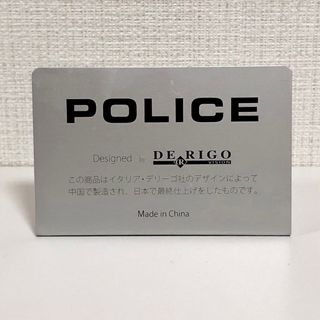 POLICE
Designed by DE RIGO VISION
この商品はイタリア・デリーゴ社のデザインによって
中国で製造され、日本で最終仕上げをしたものです。
Made in China